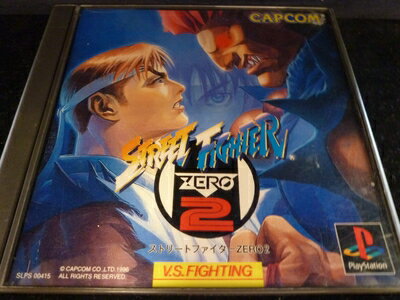 CAPCOM
STREET FIGHTER
ZERO
2
ストリートファイターZERO2
© CAPCOM CO.,LTD.1996
ALL RIGHTS RESERVED.
SLPS 00415
V.S.FIGHTING
PlayStation